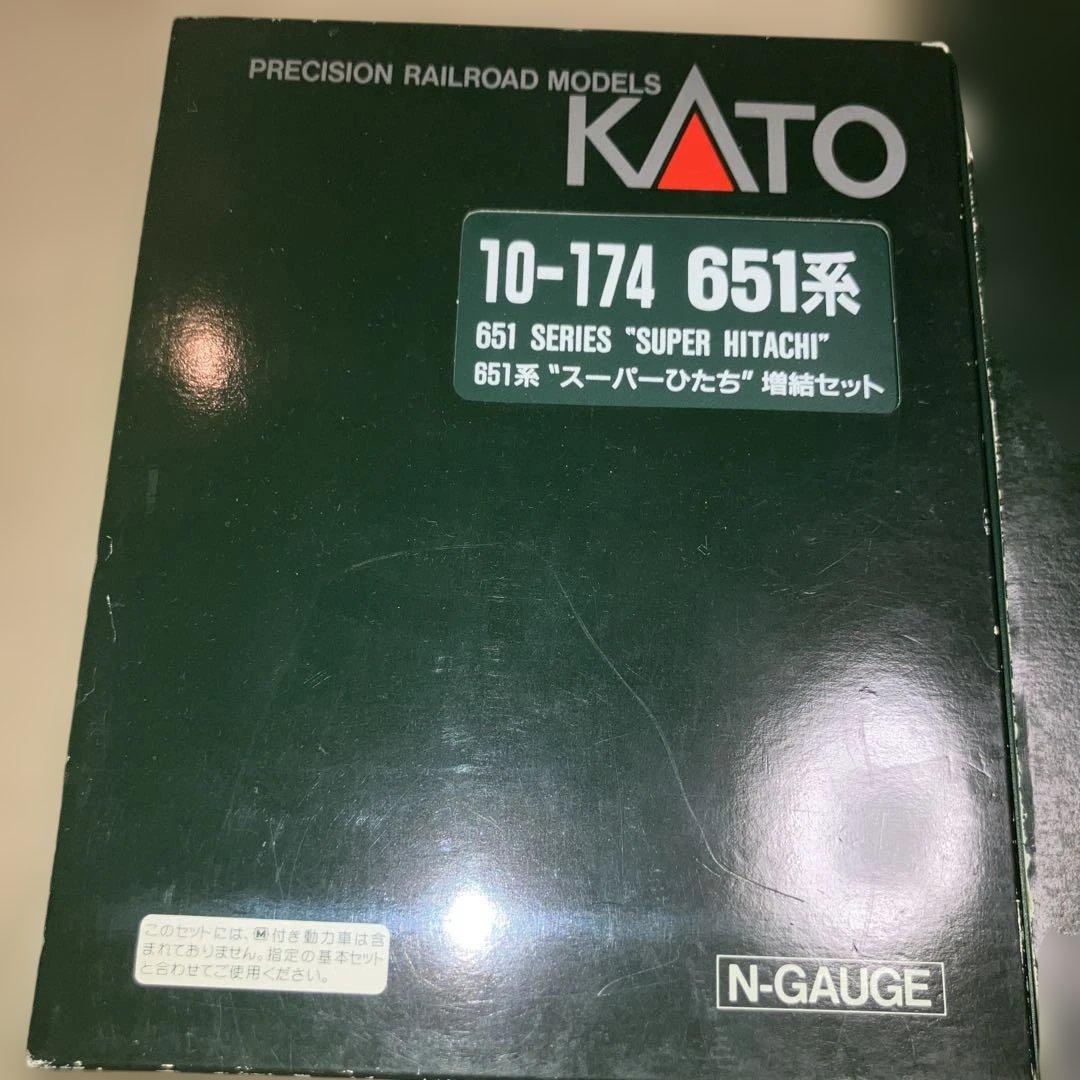 PRECISION RAILROAD MODELS
KATO
10-174 651系
651 SERIES "SUPER HITACHI"
651系 "スーパーひたち" 増結セット
このセットには、Ⓜ付き動力車は含
まれておりません。指定の基本セット
と合わせてご使用ください。
N-GAUGE